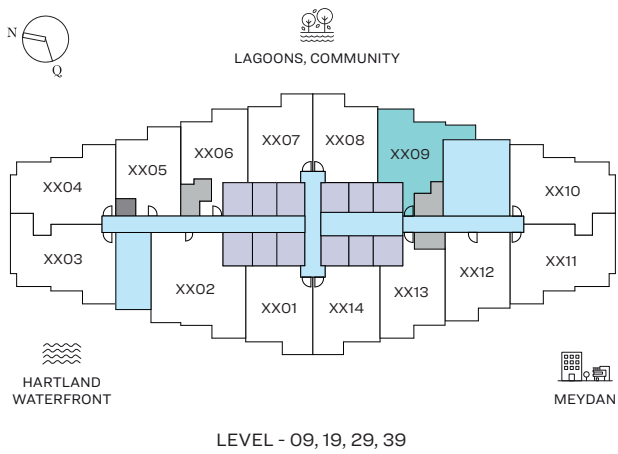 N
Q
LAGOONS, COMMUNITY
XX07
XX08
XX06
XX09
XX05
XX04
XX10
XX03
XX11
XX12
XX02
XX13
XX01
XX14
HARTLAND
WATERFRONT
MEYDAN
LEVEL - 09, 19, 29, 39